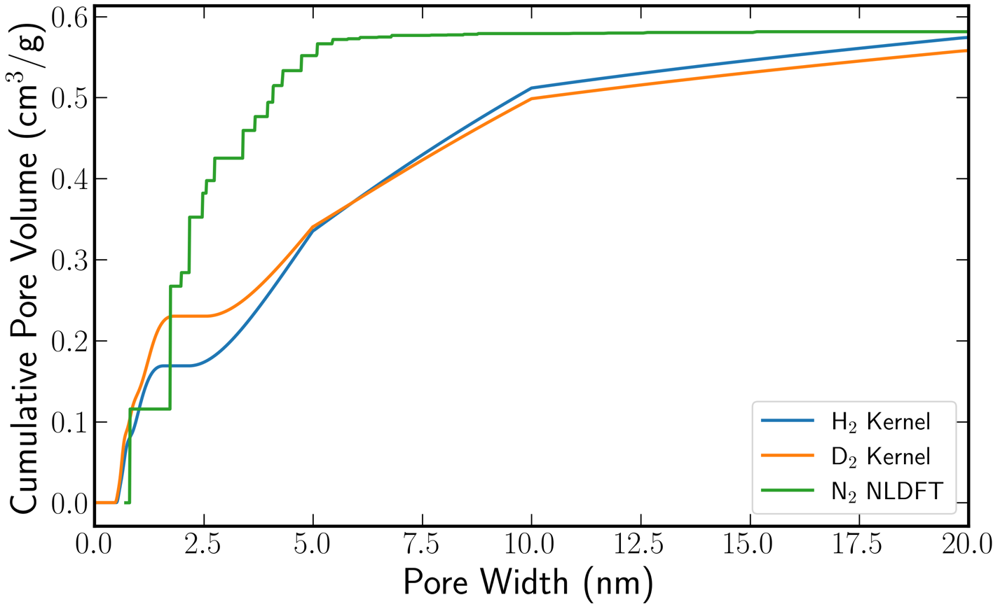 Cumulative Pore Volume (cm³/g)
0.6
0.5
0.4
0.3
0.2
0.1
0.0
H₂ Kernel
D₂ Kernel
N₂ NLDFT
0.0 2.5 5.0 7.5 10.0 12.5 15.0 17.5 20.0
Pore Width (nm)